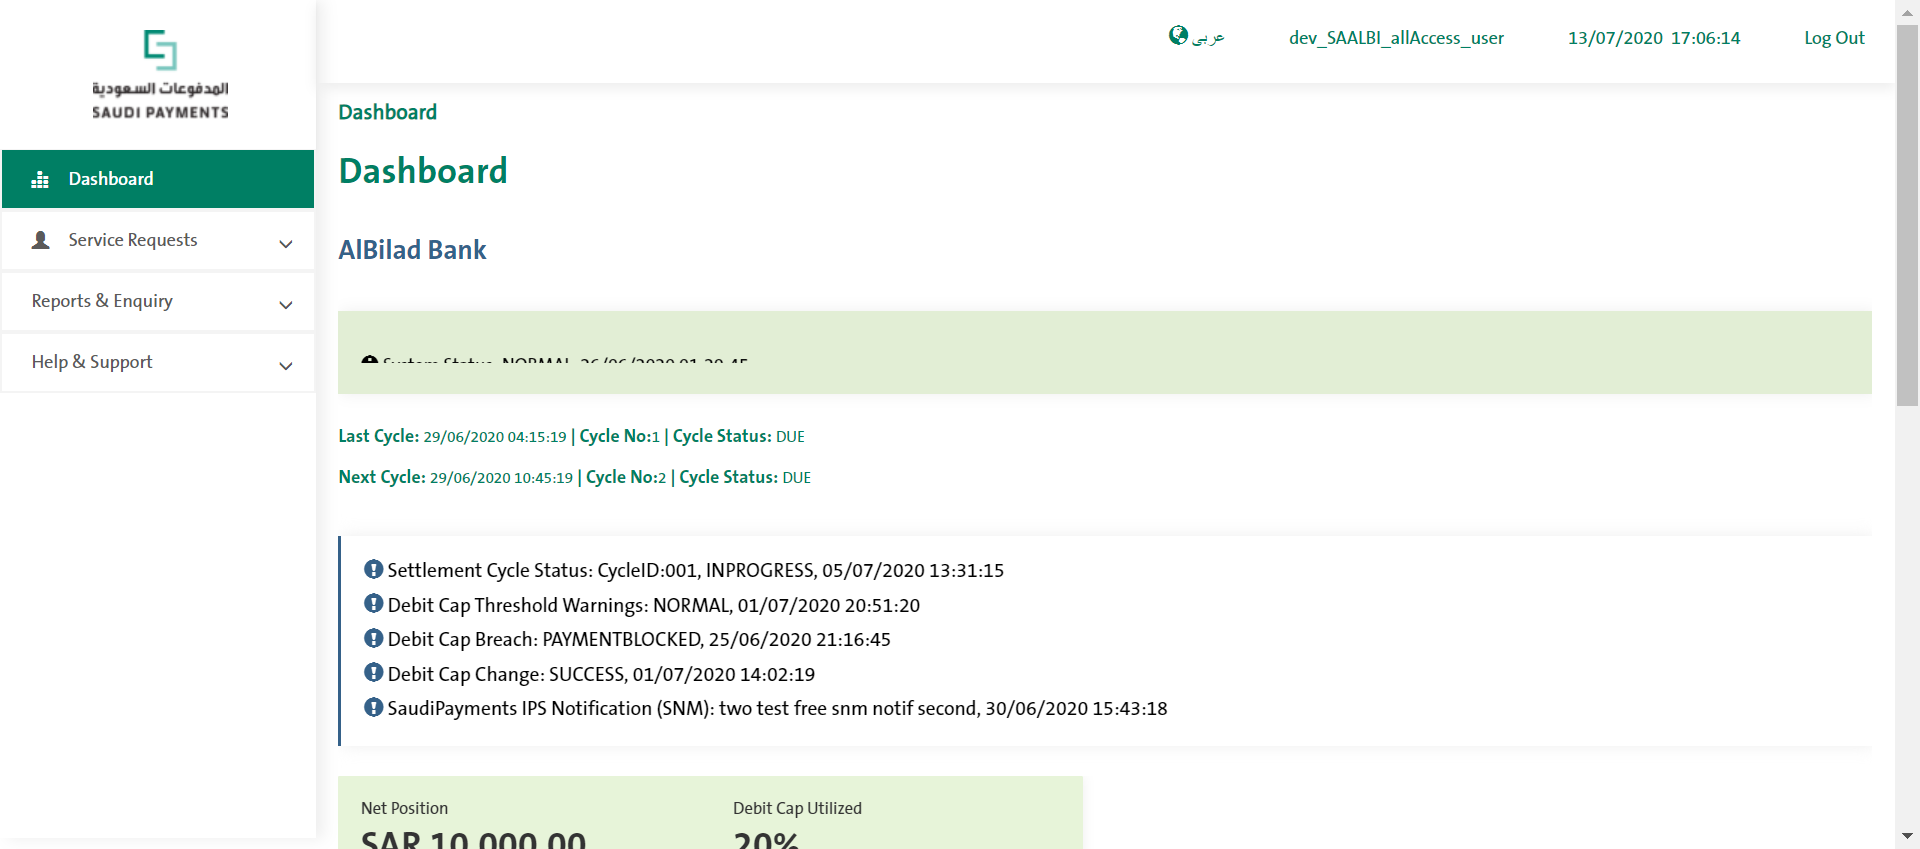 المدفوعات السعودية
SAUDI PAYMENTS
عربى
dev_SAALBI_allAccess_user
13/07/2020 17:06:14
Log Out
Dashboard
Service Requests
Reports & Enquiry
Help & Support
Dashboard
Dashboard
AlBilad Bank
System Status, NORMAL, 26/06/2020 01:29:45
Last Cycle: 29/06/2020 04:15:19 | Cycle No:1 | Cycle Status: DUE
Next Cycle: 29/06/2020 10:45:19 | Cycle No:2 | Cycle Status: DUE
Settlement Cycle Status: CycleID:001, INPROGRESS, 05/07/2020 13:31:15
Debit Cap Threshold Warnings: NORMAL, 01/07/2020 20:51:20
Debit Cap Breach: PAYMENTBLOCKED, 25/06/2020 21:16:45
Debit Cap Change: SUCCESS, 01/07/2020 14:02:19
SaudiPayments IPS Notification (SNM): two test free snm notif second, 30/06/2020 15:43:18
Net Position
Debit Cap Utilized
SAR 10,000.00
20%